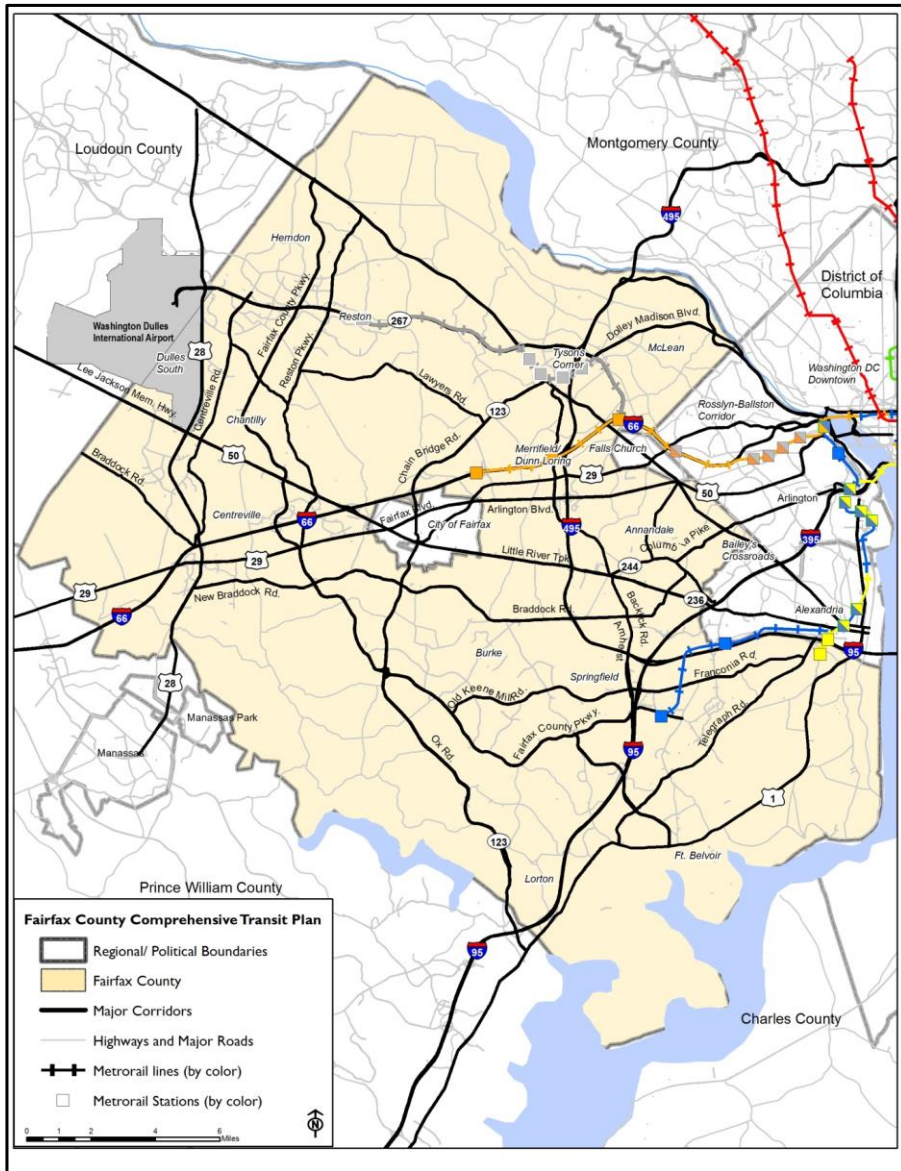 Loudoun County
Montgomery County
495
Herndon
District of
Columbia
28
Washington Dulles
International Airport
Dulles
South
Fairfax County Pkwy.
Reston Pkwy.
Reston
267
Dolley Madison Blvd.
McLean
Tysons
Corner
Washington DC
Downtown
Lee Jackson Mem. Hwy.
Centreville Rd.
Chantilly
Lawyers Rd.
123
Rosslyn-Ballston
Corridor
66
Chain Bridge Rd.
Merrifield/
Dunn Loring
Falls Church
50
Braddock Rd.
29
50
Fairfax Blvd.
City of Fairfax
Arlington Blvd.
Arlington
Centreville
66
495
Annandale
Columbia Pike
Bailey's
Crossroads
395
29
Little River Tpk.
244
29
New Braddock Rd.
Braddock Rd.
Backlick Rd.
Amherst
236
Alexandria
66
95
Burke
Springfield
Franconia Rd.
28
Old Keene Mill Rd.
Manassas Park
Manassas
Fairfax County Pkwy.
Telegraph Rd.
Ox Rd.
95
1
123
Ft. Belvoir
Lorton
Prince William County
95
Charles County
Fairfax County Comprehensive Transit Plan
Regional/ Political Boundaries
Fairfax County
Major Corridors
Highways and Major Roads
Metrorail lines (by color)
Metrorail Stations (by color)
0 1 2 4 6
Miles
N